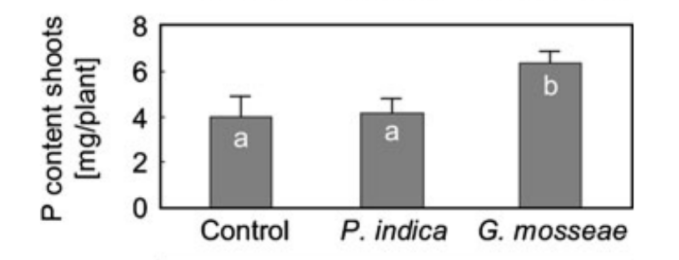 P content shoots
[mg/plant]
8
6
4
2
0
a
a
b
Control P. indica G. mosseae